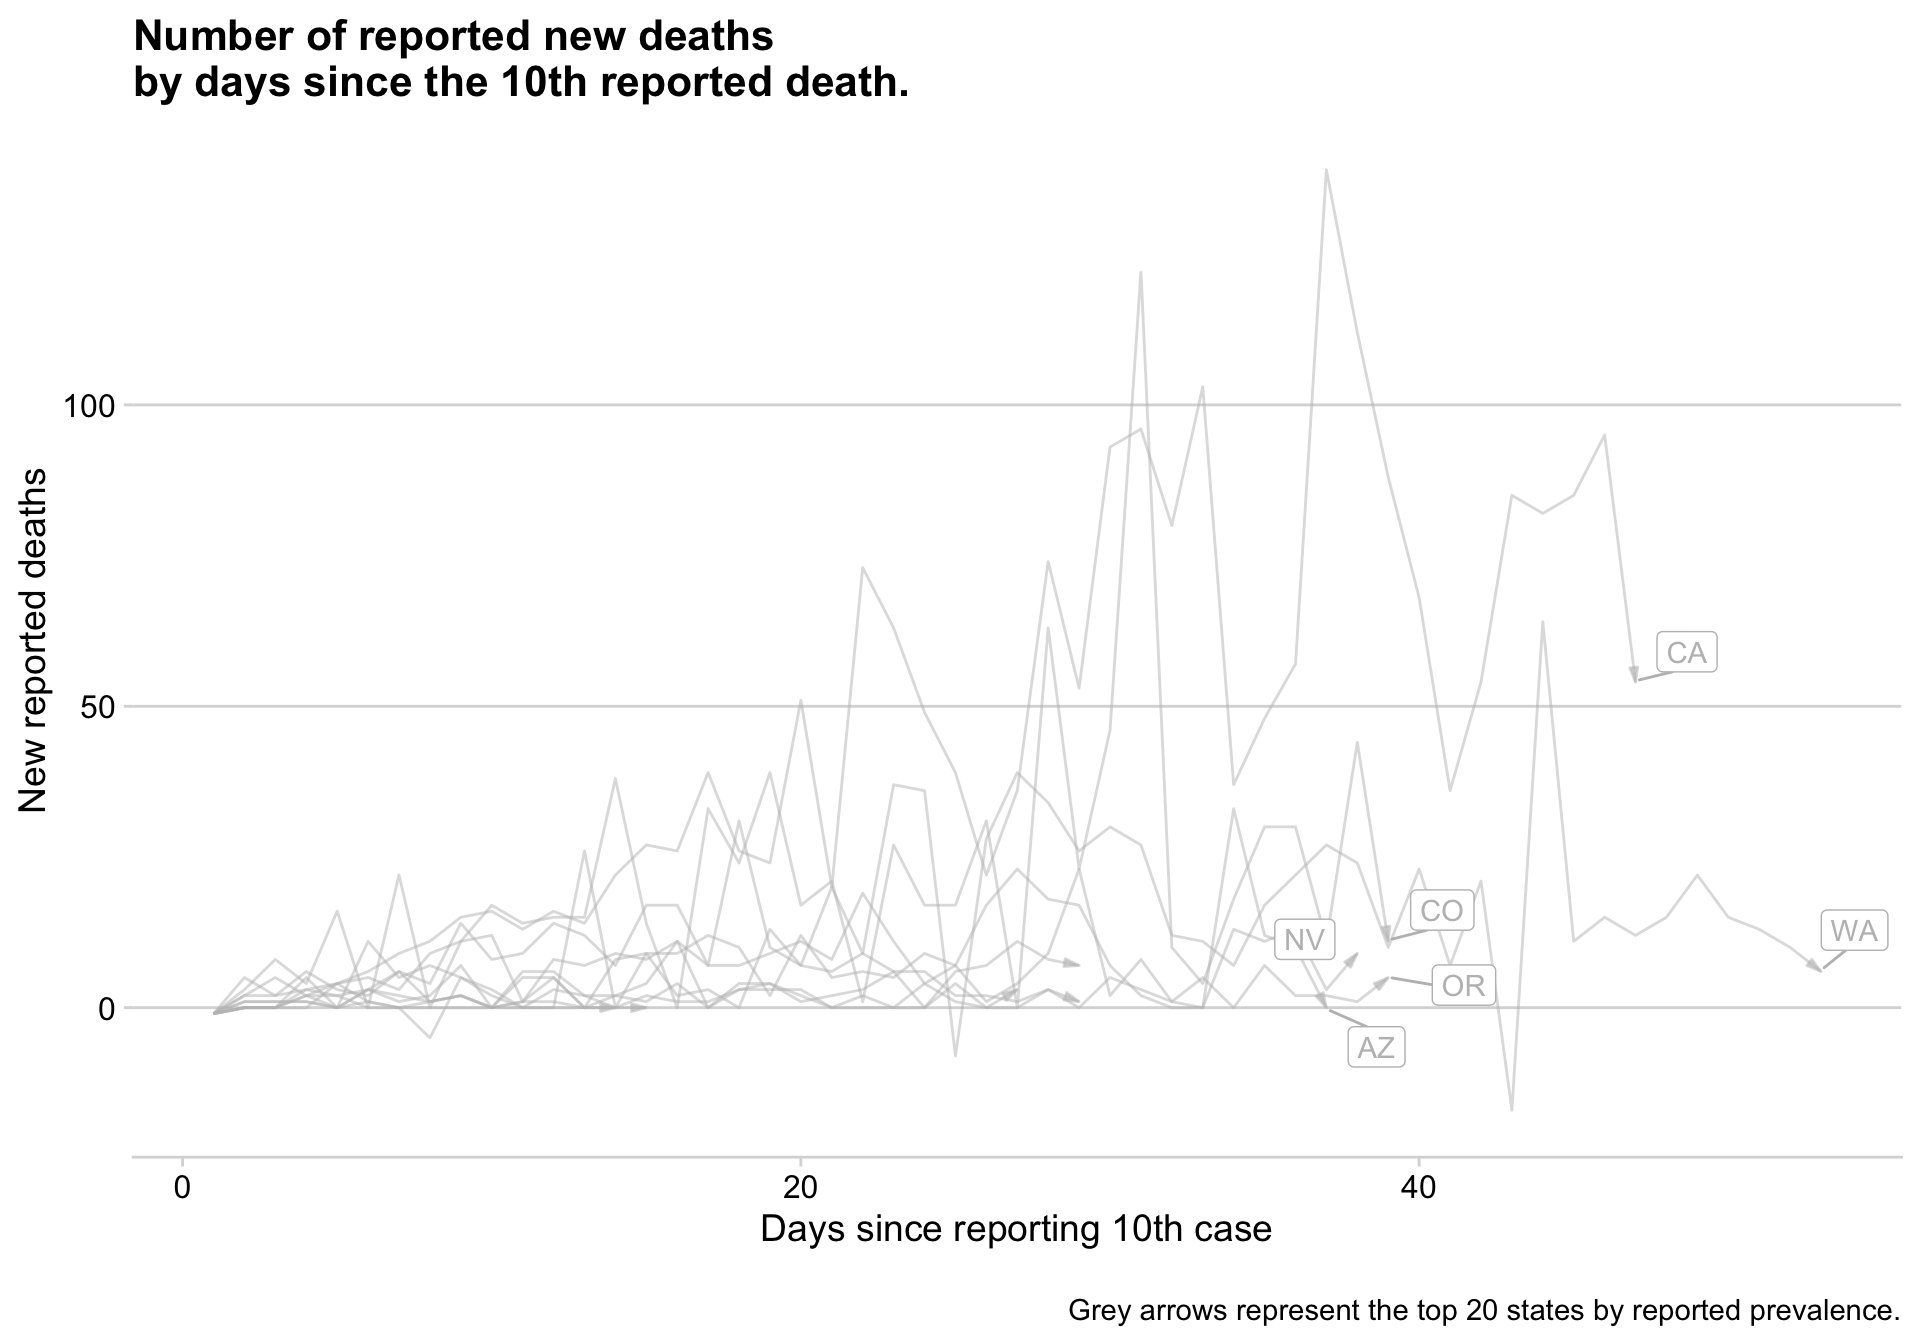 Number of reported new deaths
by days since the 10th reported death.
New reported deaths
100
50
0
CA
CO
WA
NV
OR
AZ
0
20
40
Days since reporting 10th case
Grey arrows represent the top 20 states by reported prevalence.